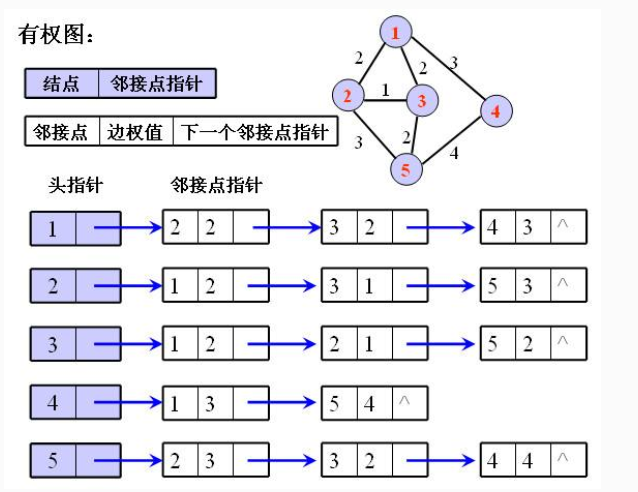 有权图：
结点 邻接点指针
邻接点 边权值 下一个邻接点指针
1
2 2 3
2 1 3 4
3 2 4
5
头指针 邻接点指针
1 2 2 3 2 4 3 ^
2 1 2 3 1 5 3 ^
3 1 2 2 1 5 2 ^
4 1 3 5 4 ^
5 2 3 3 2 4 4 ^